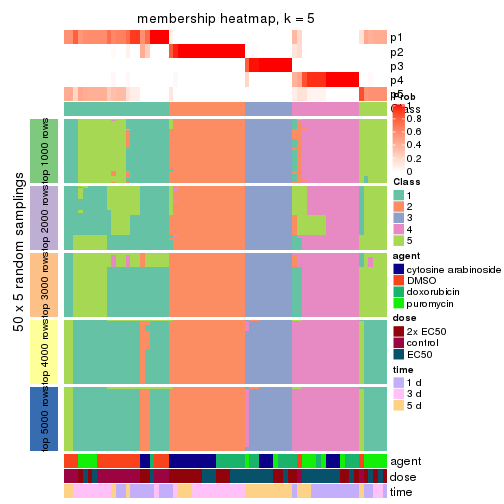 membership heatmap, k = 5
p1
p2
p3
p4
p5
Prob
Class
1
0.8
0.6
0.4
0.2
0
50 x 5 random samplings
top 1000 rows
top 2000 rows
top 3000 rows
top 4000 rows
top 5000 rows
Class
1
2
3
4
5
agent
cytosine arabinoside
DMSO
doxorubicin
puromycin
dose
2x EC50
control
EC50
time
1 d
3 d
5 d
agent
dose
time